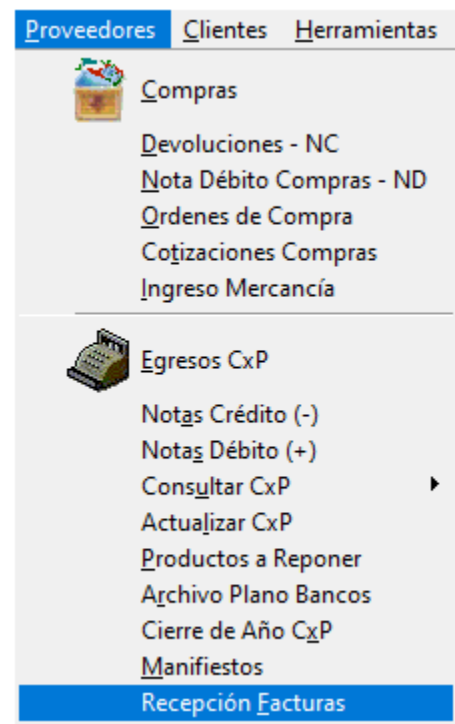 Proveedores Clientes Herramientas
Compras
Devoluciones - NC
Nota Débito Compras - ND
Ordenes de Compra
Cotizaciones Compras
Ingreso Mercancía
Egresos CxP
Notas Crédito (-)
Notas Débito (+)
Consultar CxP
Actualizar CxP
Productos a Reponer
Archivo Plano Bancos
Cierre de Año CxP
Manifiestos
Recepción Facturas